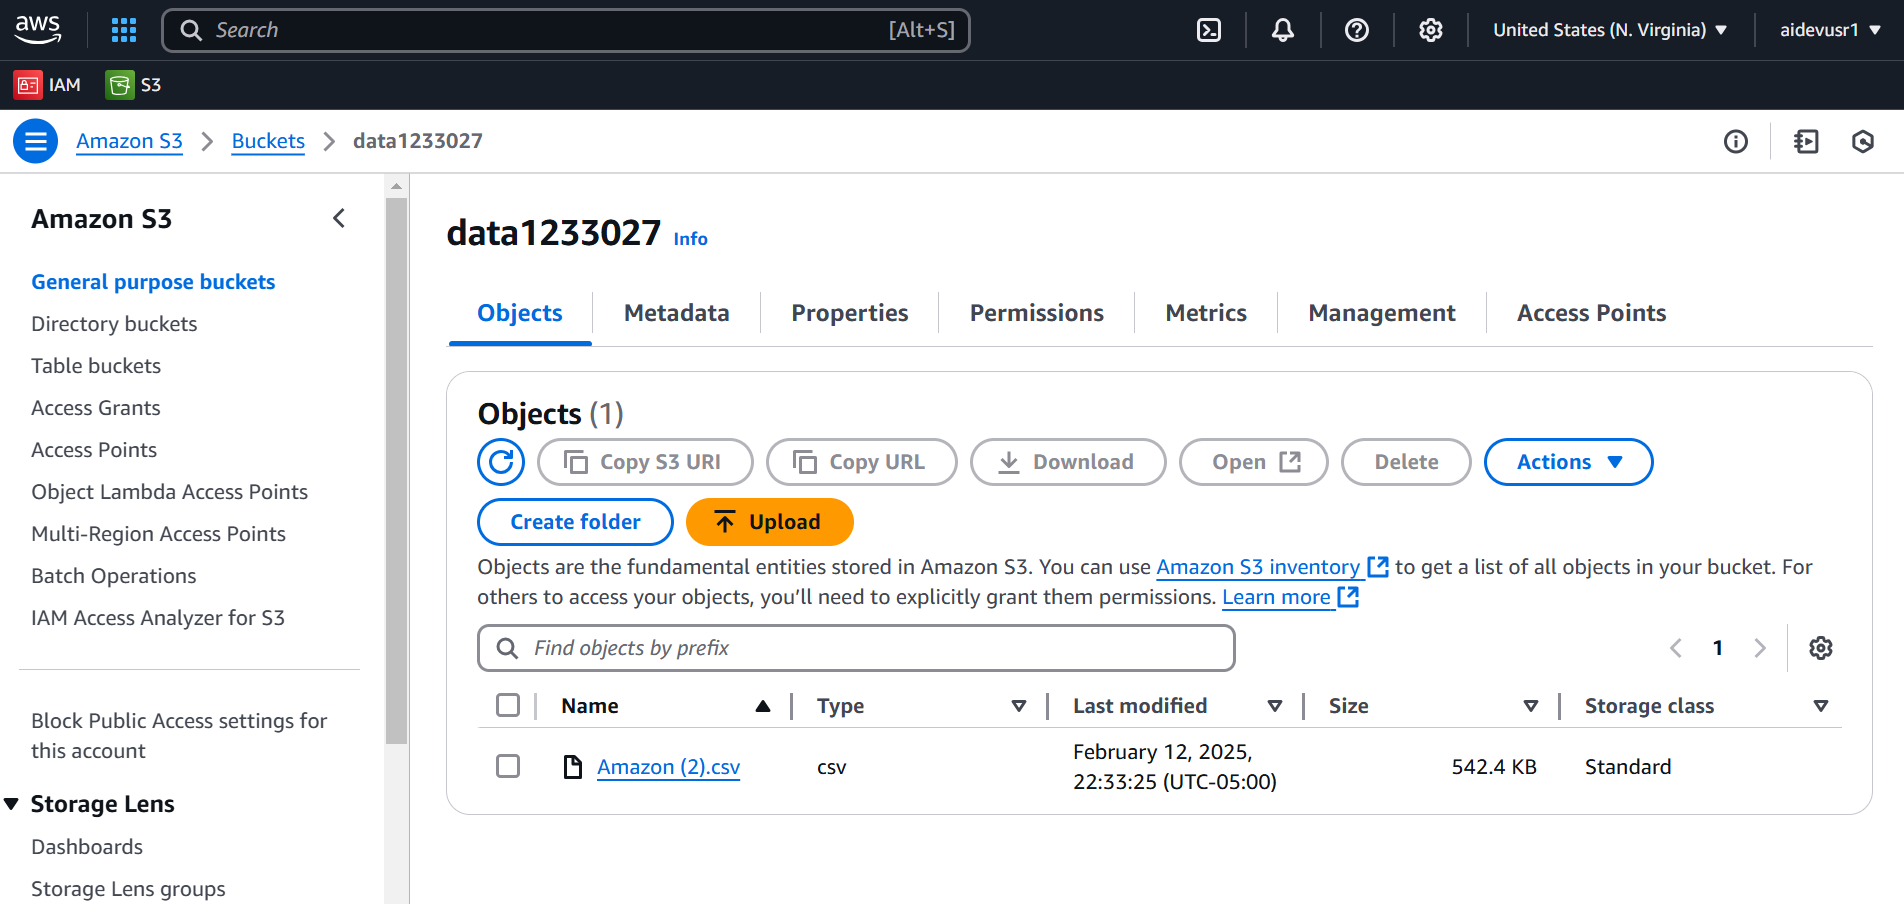 aws
Search [Alt+S]
United States (N. Virginia)
aidevusr1
IAM
S3
Amazon S3
Buckets
data1233027
Amazon S3
General purpose buckets
Directory buckets
Table buckets
Access Grants
Access Points
Object Lambda Access Points
Multi-Region Access Points
Batch Operations
IAM Access Analyzer for S3
Block Public Access settings for
this account
Storage Lens
Dashboards
Storage Lens groups
data1233027 Info
Objects Metadata Properties Permissions Metrics Management Access Points
Objects (1)
Copy S3 URI Copy URL Download Open Delete Actions
Create folder Upload
Objects are the fundamental entities stored in Amazon S3. You can use Amazon S3 inventory to get a list of all objects in your bucket. For
others to access your objects, you’ll need to explicitly grant them permissions. Learn more
Find objects by prefix
1
Name Type Last modified Size Storage class
Amazon (2).csv csv February 12, 2025, 542.4 KB Standard
22:33:25 (UTC-05:00)